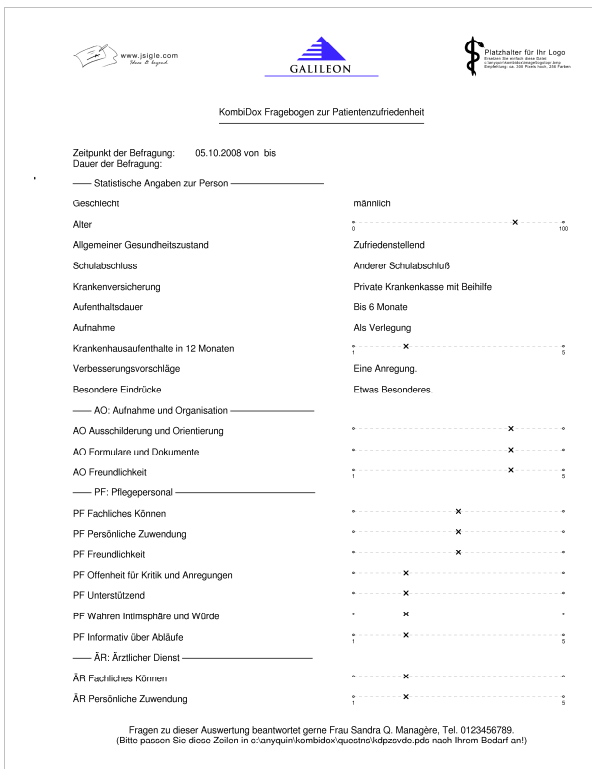 www.jsigle.com
GALILEON
Platzhalter für Ihr Logo
KombiDox Fragebogen zur Patientenzufriedenheit
Zeitpunkt der Befragung: 05.10.2008 von bis
Dauer der Befragung:
Statistische Angaben zur Person
Geschlecht männlich
Alter
0 100
Allgemeiner Gesundheitszustand Zufriedenstellend
Schulabschluss Anderer Schulabschluß
Krankenversicherung Private Krankenkasse mit Beihilfe
Aufenthaltsdauer Bis 6 Monate
Aufnahme Als Verlegung
Krankenhausaufenthalte in 12 Monaten
1 5
Verbesserungsvorschläge Eine Anregung.
Besondere Eindrücke Etwas Besonderes.
AO: Aufnahme und Organisation
AO Ausschilderung und Orientierung
AO Formulare und Dokumente
AO Freundlichkeit
1 5
PF: Pflegepersonal
PF Fachliches Können
PF Persönliche Zuwendung
PF Freundlichkeit
PF Offenheit für Kritik und Anregungen
PF Unterstützend
PF Wahren Intimsphäre und Würde
PF Informativ über Abläufe
1 5
ÄR: Ärztlicher Dienst
ÄR Fachliches Können
ÄR Persönliche Zuwendung
1 5
Fragen zu dieser Auswertung beantwortet gerne Frau Sandra Q. Managère, Tel. 0123456789.
(Bitte passen Sie diese Zeilen in c:\anyquin\kombidox\questns\kdpzsvde.pds nach Ihrem Bedarf an!)